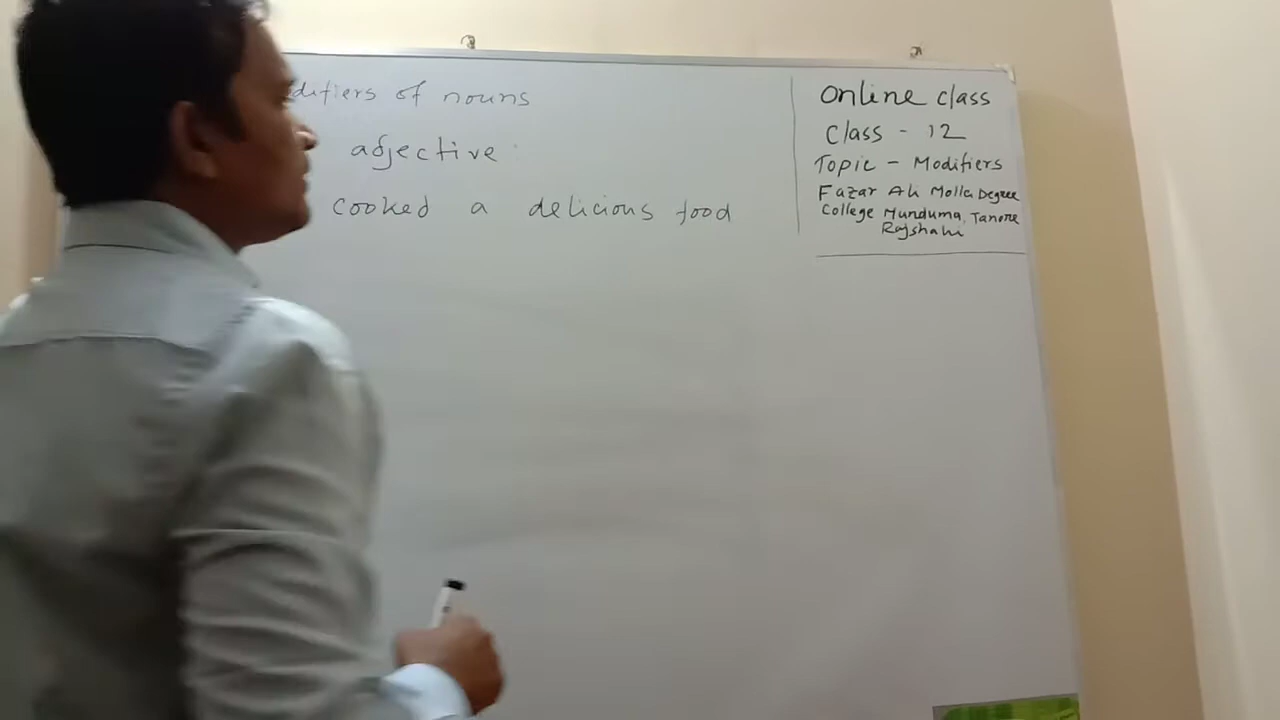 difiers of nouns
adjective
cooked a delicious food
Online class
Class - 12
Topic - Modifiers
Fazar Ali Molla Degree
College Munduma, Tanore
Rajshahi